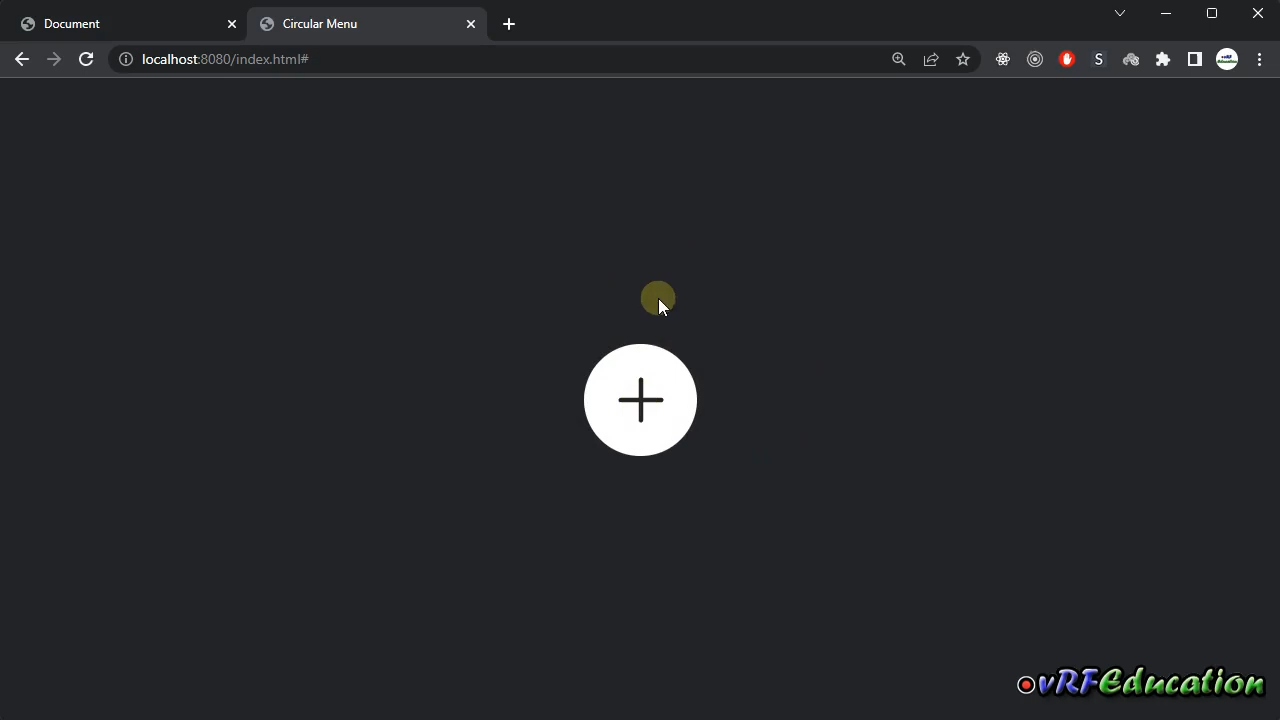 Document
Circular Menu
localhost:8080/index.html#
S
vRFEducation